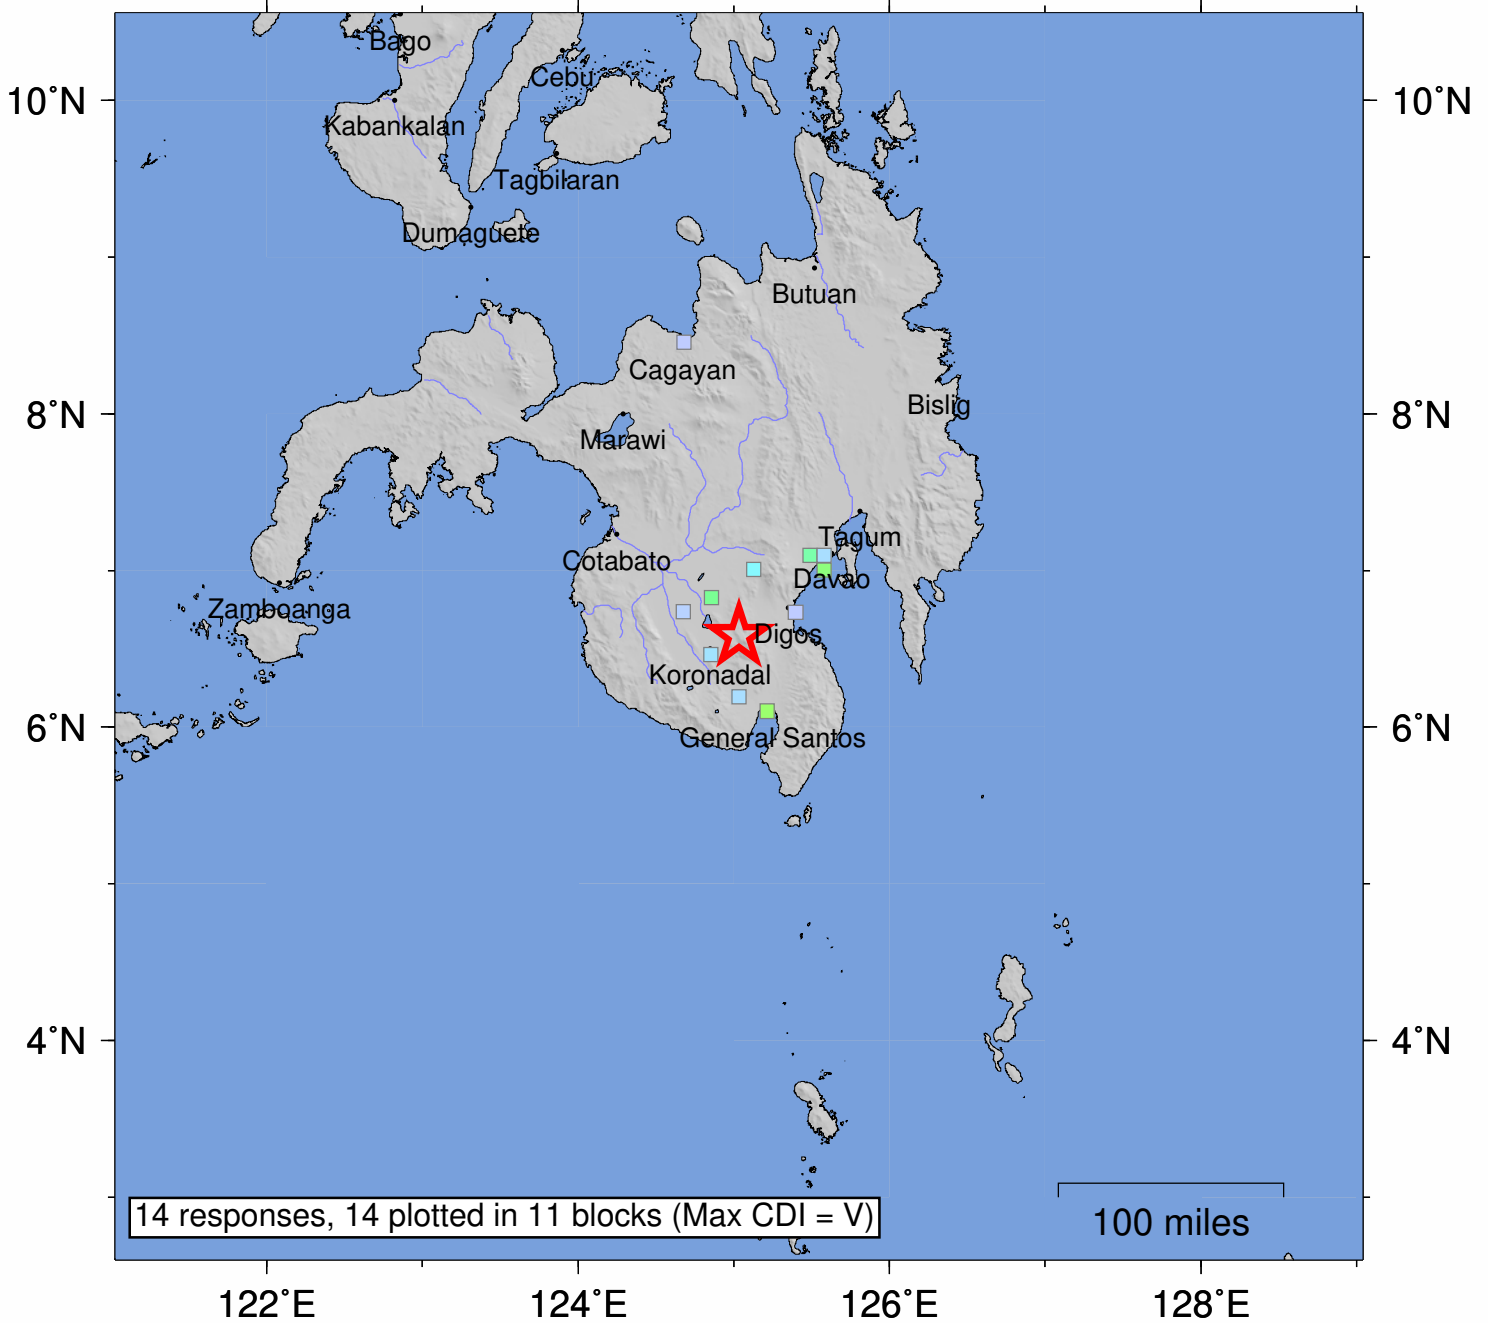 Bago
Cebu
10°N
10°N
Kabankalan
Tagbilaran
Dumaguete
Butuan
Cagayan
Bislig
8°N
8°N
Marawi
Tagum
Cotabato
Davao
Zamboanga
Digos
Koronadal
6°N
6°N
General Santos
4°N
4°N
14 responses, 14 plotted in 11 blocks (Max CDI = V)
100 miles
122°E
124°E
126°E
128°E